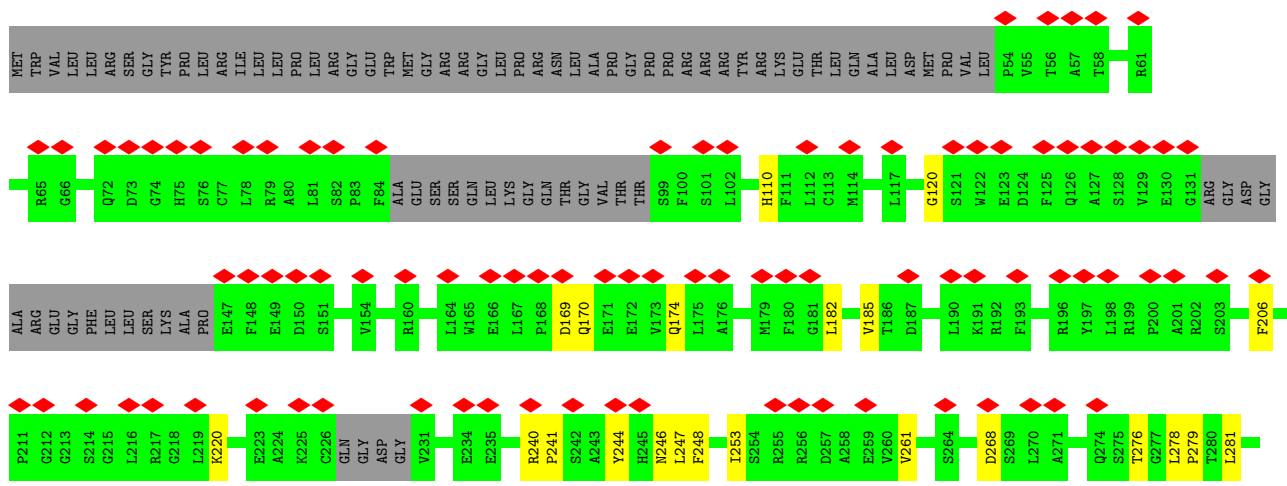 MET TRP VAL LEU LEU ARG SER GLY TYR PRO LEU ARG ILE LEU LEU PRO LEU ARG GLY GLU TRP MET GLY ARG ARG GLY LEU PRO ARG ASN LEU ALA PRO GLY PRO PRO ARG ARG ARG TYR ARG LYS GLU THR LEU GLN ALA LEU ASP MET PRO VAL LEU P54 V55 T56 A57 T58 R61
R65 G66 Q72 D73 G74 H75 S76 C77 L78 R79 A80 L81 S82 P83 F84 ALA GLU SER SER GLN LEU LYS GLY GLN THR GLY VAL THR THR S99 F100 S101 L102 H110 F111 L112 C113 M114 L117 G120 S121 W122 E123 D124 F125 Q126 A127 S128 V129 E130 G131 ARG GLY ASP GLY
ALA ARG GLU GLY PHE LEU LEU SER LYS ALA PRO E147 F148 E149 D150 S151 V154 R160 L164 W165 E166 L167 P168 D169 Q170 E171 E172 V173 Q174 L175 A176 M179 F180 G181 L182 V185 T186 D187 L190 K191 R192 F193 R196 Y197 L198 R199 P200 A201 R202 S203 F206
P211 G212 G213 S214 G215 L216 R217 G218 L219 K220 E223 A224 K225 C226 GLN GLY ASP GLY V231 E234 E235 R240 P241 S242 A243 Y244 H245 N246 L247 F248 I253 S254 R255 R256 D257 A258 E259 V260 V261 S264 D268 S269 L270 A271 Q274 S275 T276 G277 L278 P279 T280 L281